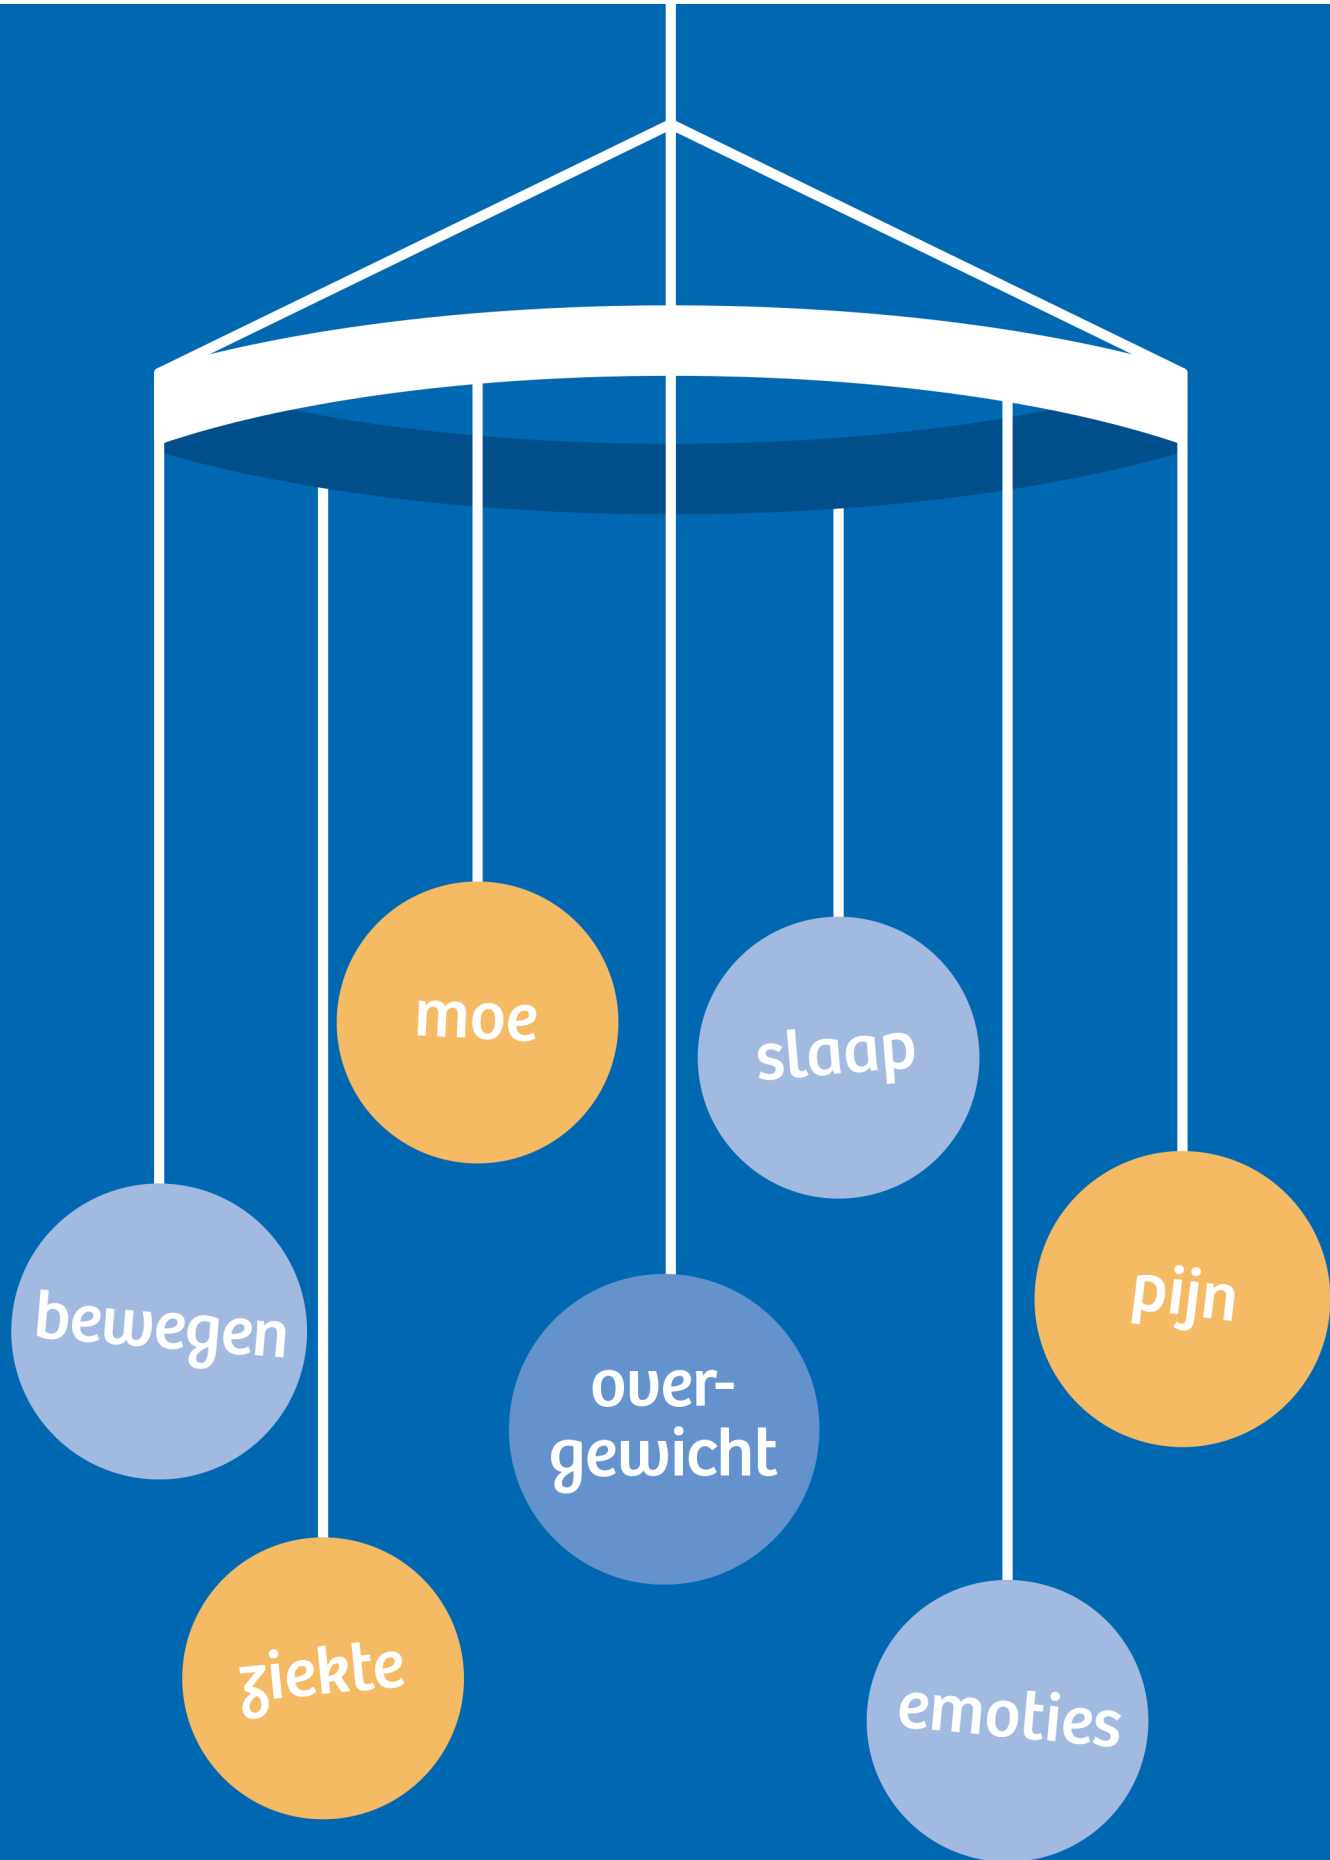 moe
slaap
bewegen
pijn
over-
gewicht
ziekte
emoties